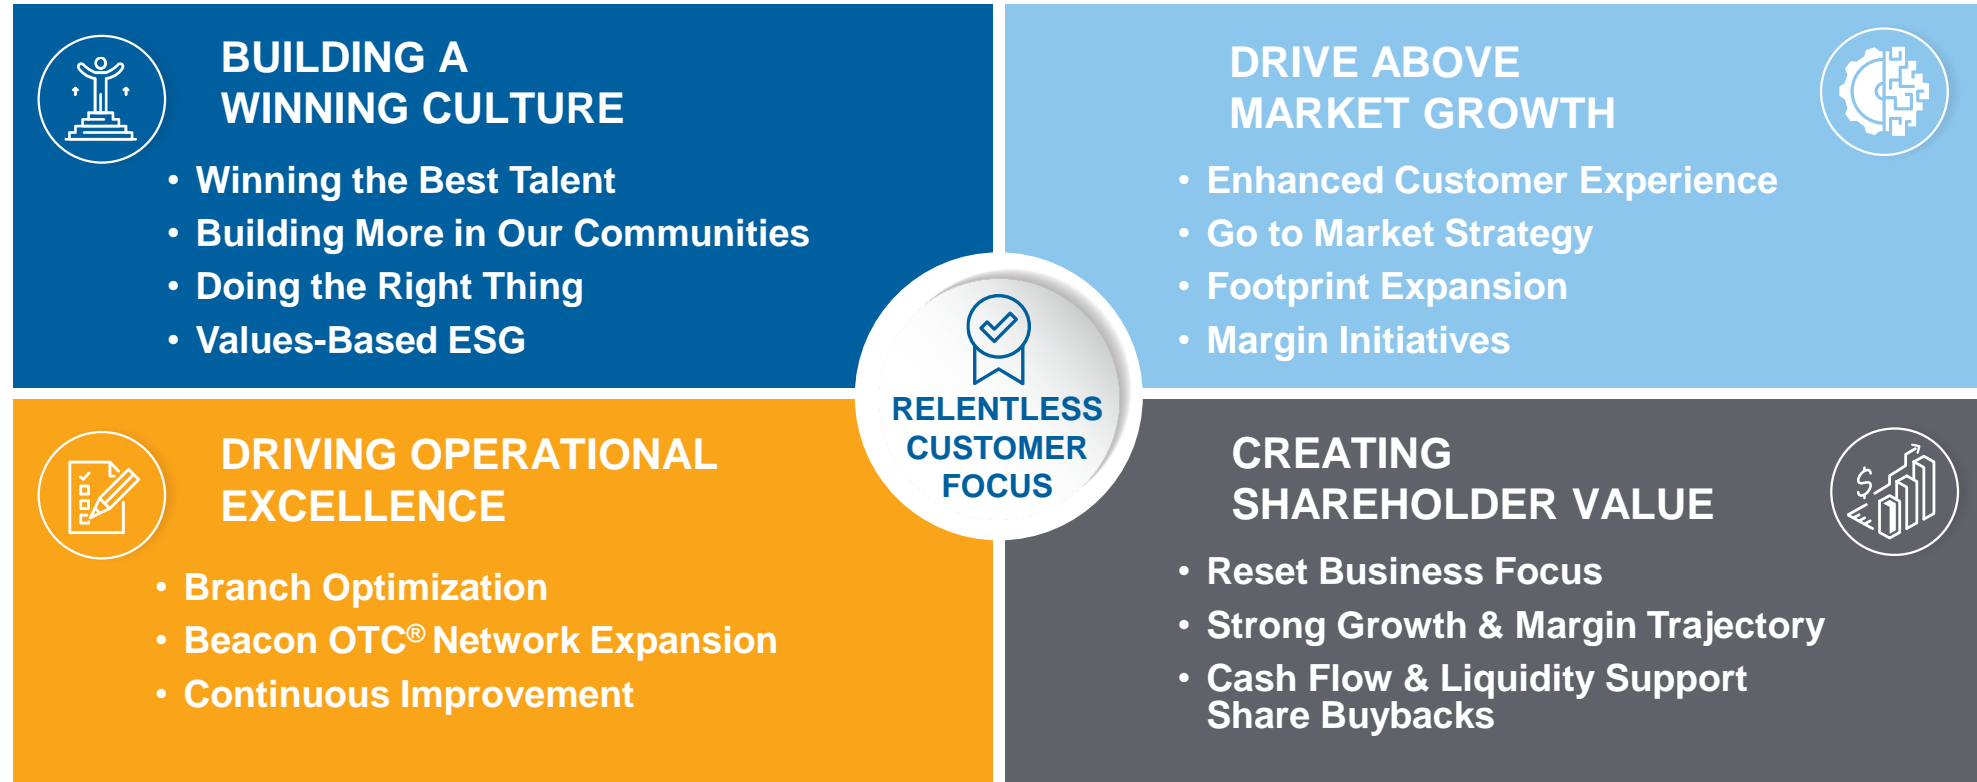 BUILDING A
WINNING CULTURE
• Winning the Best Talent
• Building More in Our Communities
• Doing the Right Thing
• Values-Based ESG
DRIVE ABOVE
MARKET GROWTH
• Enhanced Customer Experience
• Go to Market Strategy
• Footprint Expansion
• Margin Initiatives
RELENTLESS
CUSTOMER
FOCUS
DRIVING OPERATIONAL
EXCELLENCE
• Branch Optimization
• Beacon OTC® Network Expansion
• Continuous Improvement
CREATING
SHAREHOLDER VALUE
$
• Reset Business Focus
• Strong Growth & Margin Trajectory
• Cash Flow & Liquidity Support
Share Buybacks